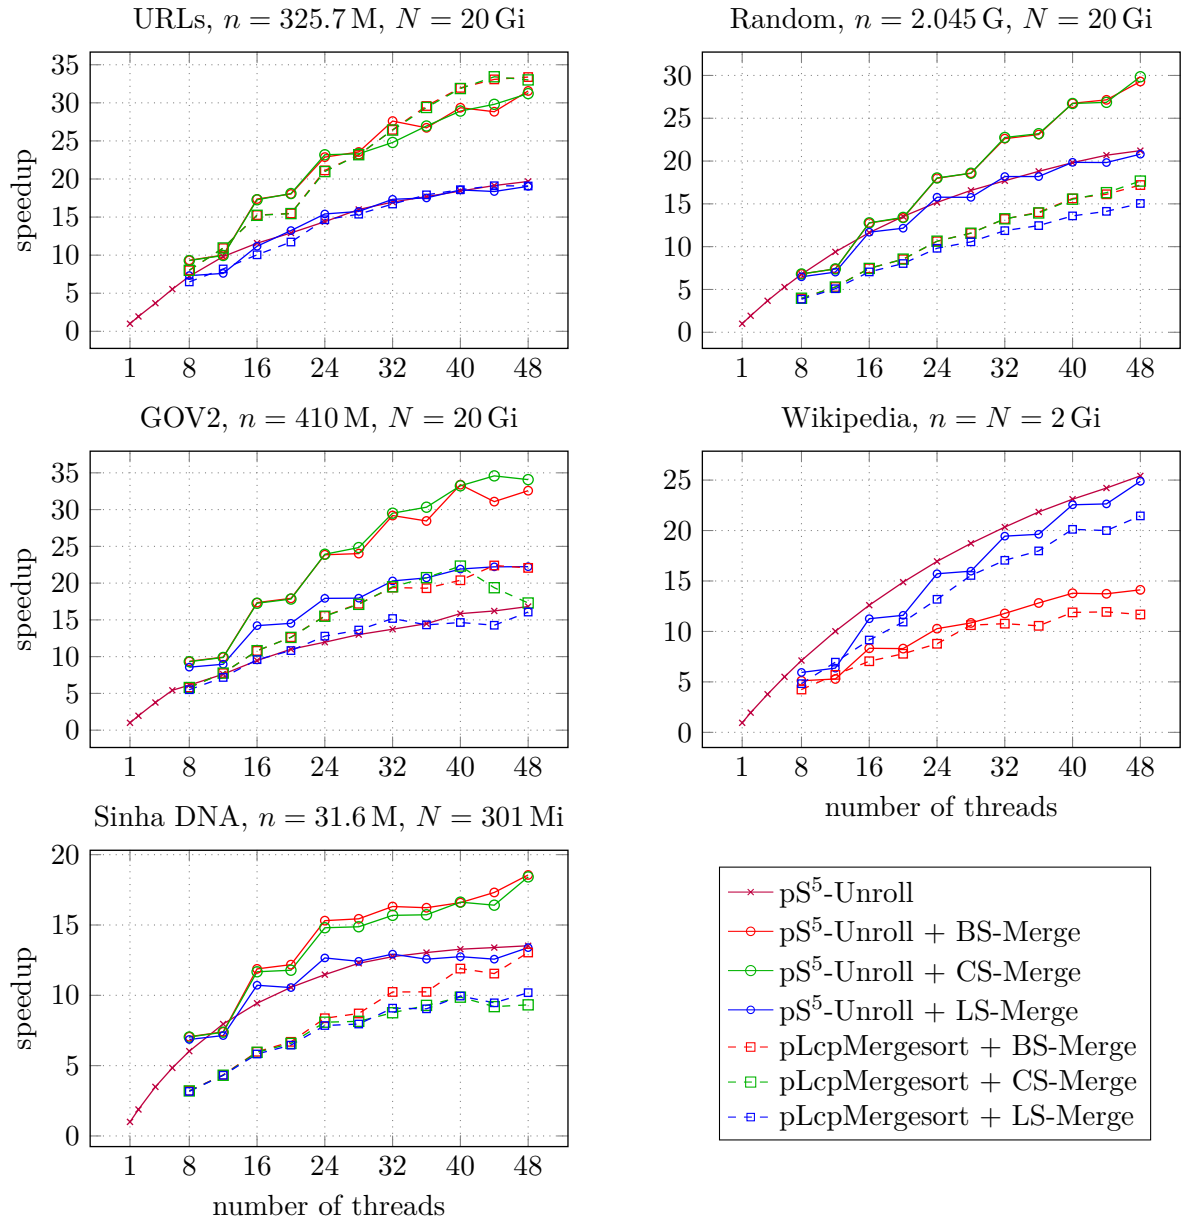 URLs, n = 325.7 M, N = 20 Gi
35
30
25
20
15
10
5
0
speedup
1 8 16 24 32 40 48
Random, n = 2.045 G, N = 20 Gi
30
25
20
15
10
5
0
1 8 16 24 32 40 48
GOV2, n = 410 M, N = 20 Gi
35
30
25
20
15
10
5
0
speedup
1 8 16 24 32 40 48
Wikipedia, n = N = 2 Gi
25
20
15
10
5
0
1 8 16 24 32 40 48
number of threads
Sinha DNA, n = 31.6 M, N = 301 Mi
20
15
10
5
0
speedup
1 8 16 24 32 40 48
number of threads
pS⁵-Unroll
pS⁵-Unroll + BS-Merge
pS⁵-Unroll + CS-Merge
pS⁵-Unroll + LS-Merge
pLcpMergesort + BS-Merge
pLcpMergesort + CS-Merge
pLcpMergesort + LS-Merge